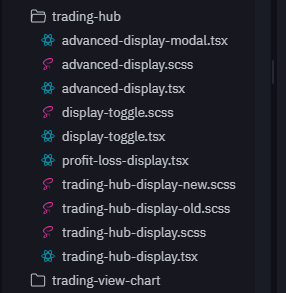 trading-hub
advanced-display-modal.tsx
advanced-display.scss
advanced-display.tsx
display-toggle.scss
display-toggle.tsx
profit-loss-display.tsx
trading-hub-display-new.scss
trading-hub-display-old.scss
trading-hub-display.scss
trading-hub-display.tsx
trading-view-chart